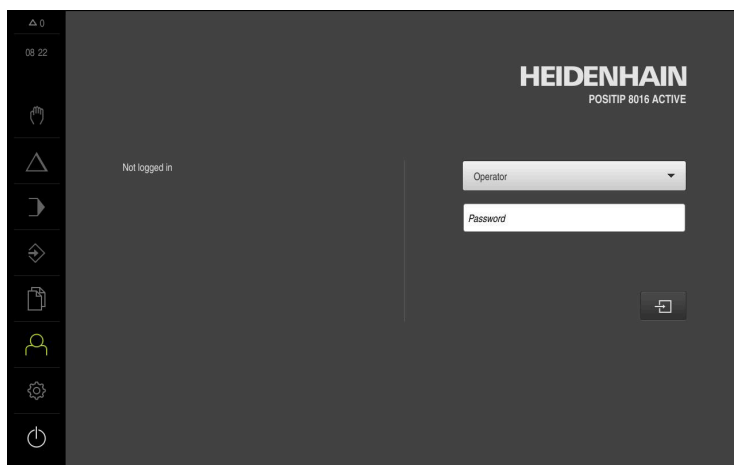 0
08 22
HEIDENHAIN
POSITIP 8016 ACTIVE
Not logged in
Operator
Password